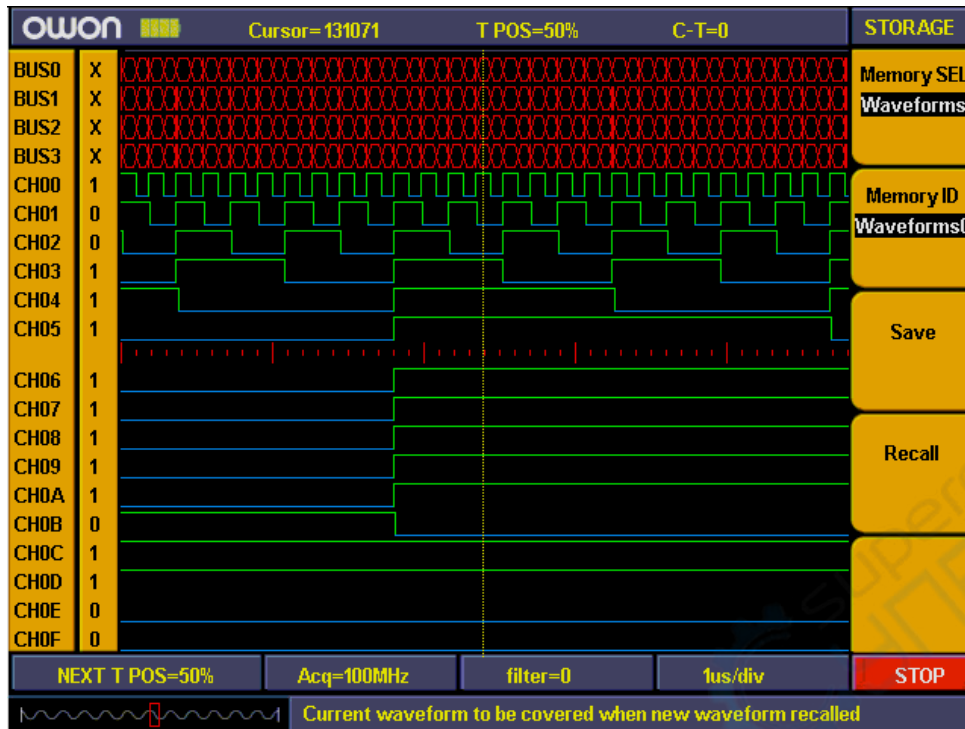 OWON Cursor=131071 T POS=50% C-T=0 STORAGE
BUS0 X
BUS1 X
BUS2 X
BUS3 X
CH00 1
CH01 0
CH02 0
CH03 1
CH04 1
CH05 1
CH06 1
CH07 1
CH08 1
CH09 1
CH0A 1
CH0B 0
CH0C 1
CH0D 1
CH0E 0
CH0F 0
Memory SEL
Waveforms
Memory ID
Waveforms0
Save
Recall
NEXT T POS=50% Acq=100MHz filter=0 1us/div STOP
Current waveform to be covered when new waveform recalled